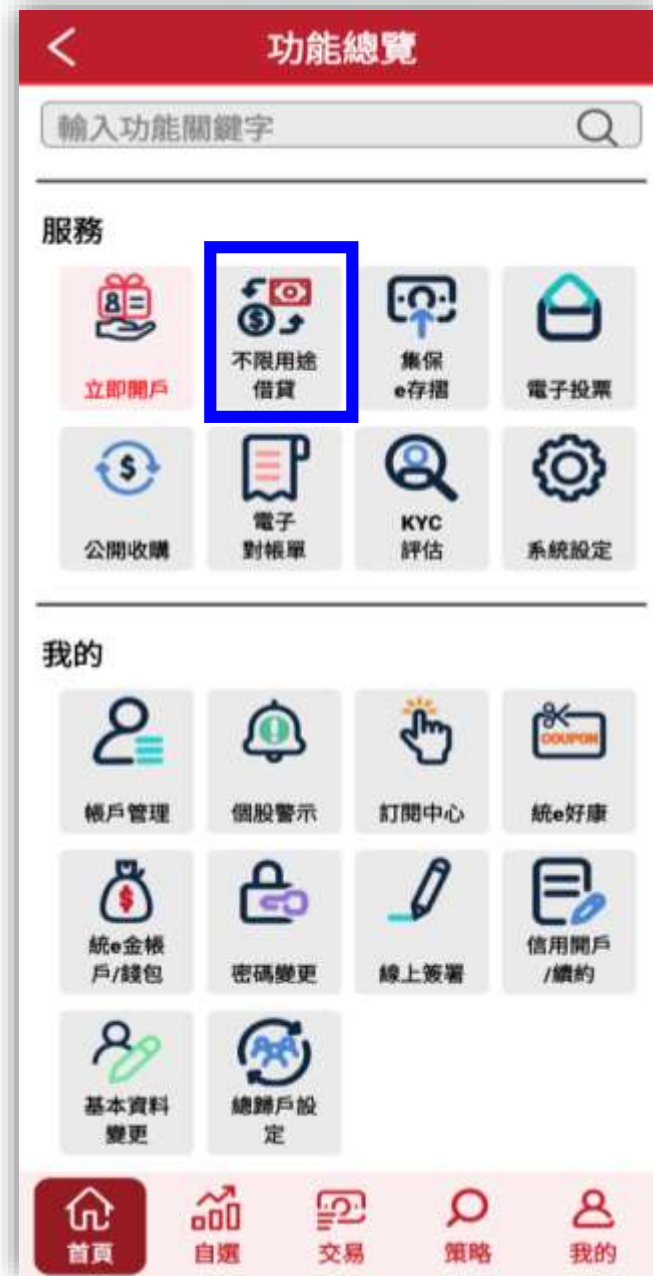 功能總覽
輸入功能關鍵字
服務
立即開戶
不限用途
借貸
集保
e存摺
電子投票
公開收購
電子
對帳單
KYC
評估
系統設定
我的
帳戶管理
個股警示
訂閱中心
COUPON
統e好康
統e金帳
戶/錢包
密碼變更
線上簽署
信用開戶
/續約
基本資料
變更
總歸戶設
定
首頁
自選
交易
策略
我的